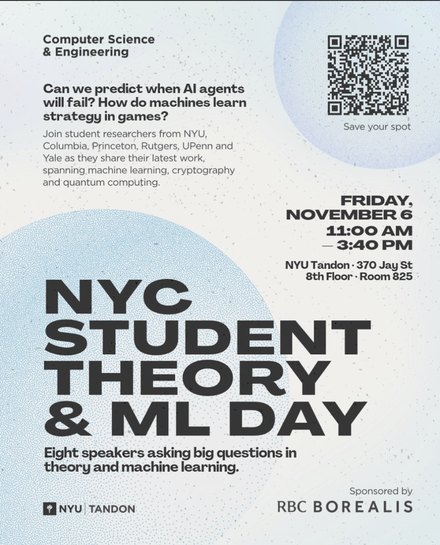 Computer Science
& Engineering
Can we predict when AI agents
will fail? How do machines learn
strategy in games?
Join student researchers from NYU,
Columbia, Princeton, Rutgers, UPenn and
Yale as they share their latest work,
spanning machine learning, cryptography
and quantum computing.
Save your spot
FRIDAY,
NOVEMBER 6
11:00 AM
— 3:40 PM
NYU Tandon · 370 Jay St
8th Floor · Room 825
NYC
STUDENT
THEORY
& ML DAY
Eight speakers asking big questions in
theory and machine learning.
NYU | TANDON
Sponsored by
RBC BOREALIS